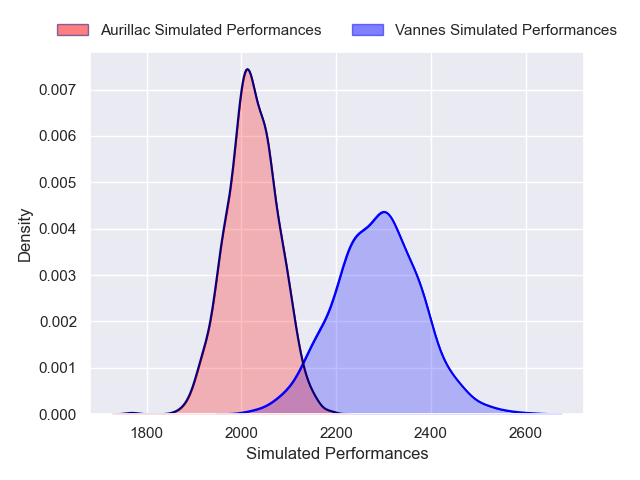 Aurillac Simulated Performances Vannes Simulated Performances
0.007
0.006
0.005
0.004
0.003
0.002
0.001
0.000
Density
1800 2000 2200 2400 2600
Simulated Performances